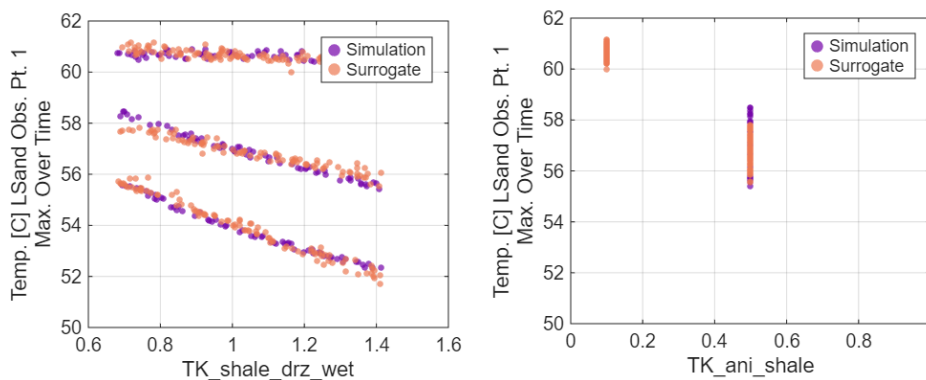 Temp. [C] LSand Obs. Pt. 1
Max. Over Time
62
60
58
56
54
52
50
0.6
0.8
1
1.2
1.4
1.6
TK_shale_drz_wet
Simulation
Surrogate
Temp. [C] LSand Obs. Pt. 1
Max. Over Time
62
60
58
56
54
52
50
0
0.2
0.4
0.6
0.8
TK_ani_shale
Simulation
Surrogate